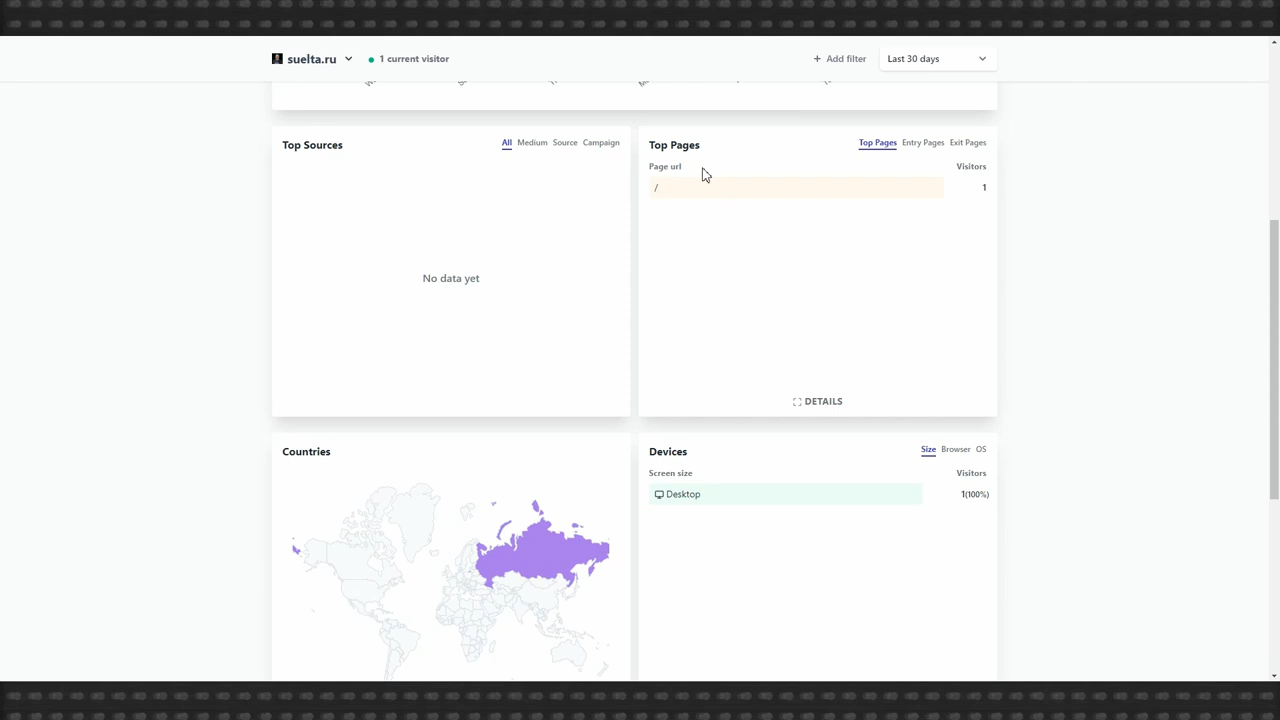 suelta.ru
1 current visitor
+ Add filter
Last 30 days
Top Sources
All Medium Source Campaign
No data yet
Top Pages
Top Pages Entry Pages Exit Pages
Page url Visitors
/ 1
DETAILS
Countries
Devices
Size Browser OS
Screen size Visitors
Desktop 1(100%)